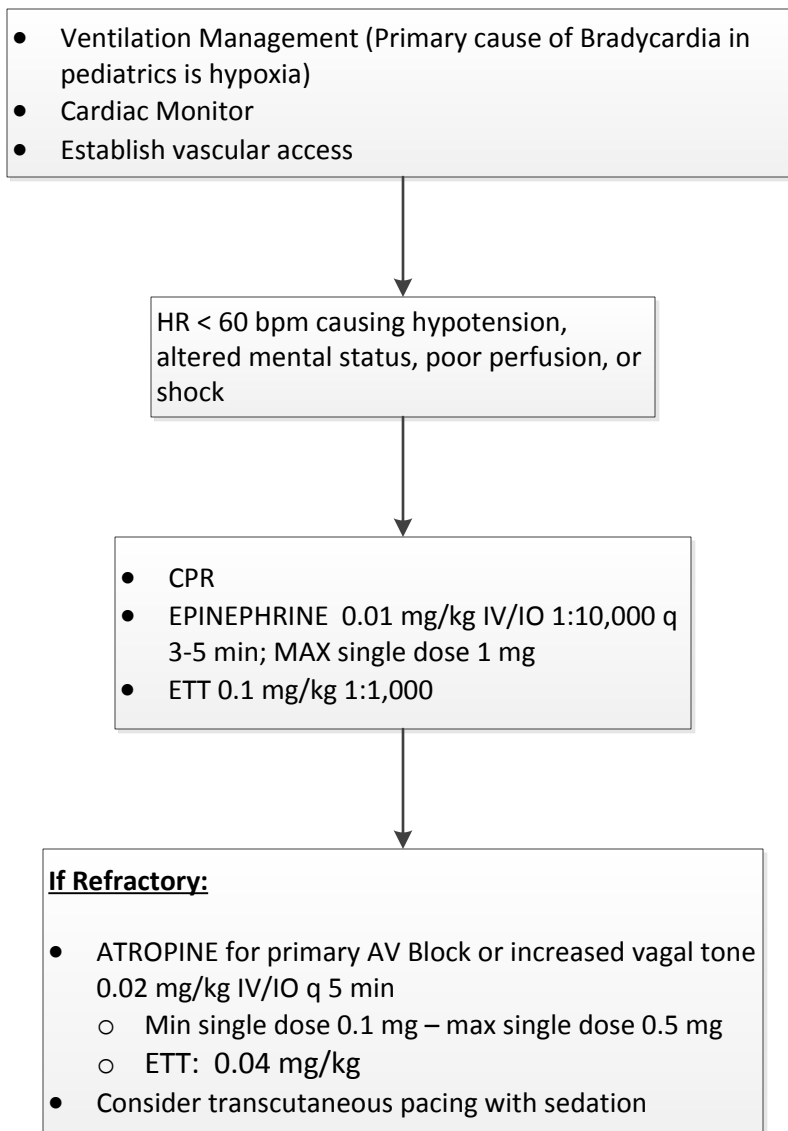 • Ventilation Management (Primary cause of Bradycardia in
pediatrics is hypoxia)
• Cardiac Monitor
• Establish vascular access
HR < 60 bpm causing hypotension,
altered mental status, poor perfusion, or
shock
• CPR
• EPINEPHRINE 0.01 mg/kg IV/IO 1:10,000 q
3-5 min; MAX single dose 1 mg
• ETT 0.1 mg/kg 1:1,000
If Refractory:
• ATROPINE for primary AV Block or increased vagal tone
0.02 mg/kg IV/IO q 5 min
o Min single dose 0.1 mg – max single dose 0.5 mg
o ETT: 0.04 mg/kg
• Consider transcutaneous pacing with sedation